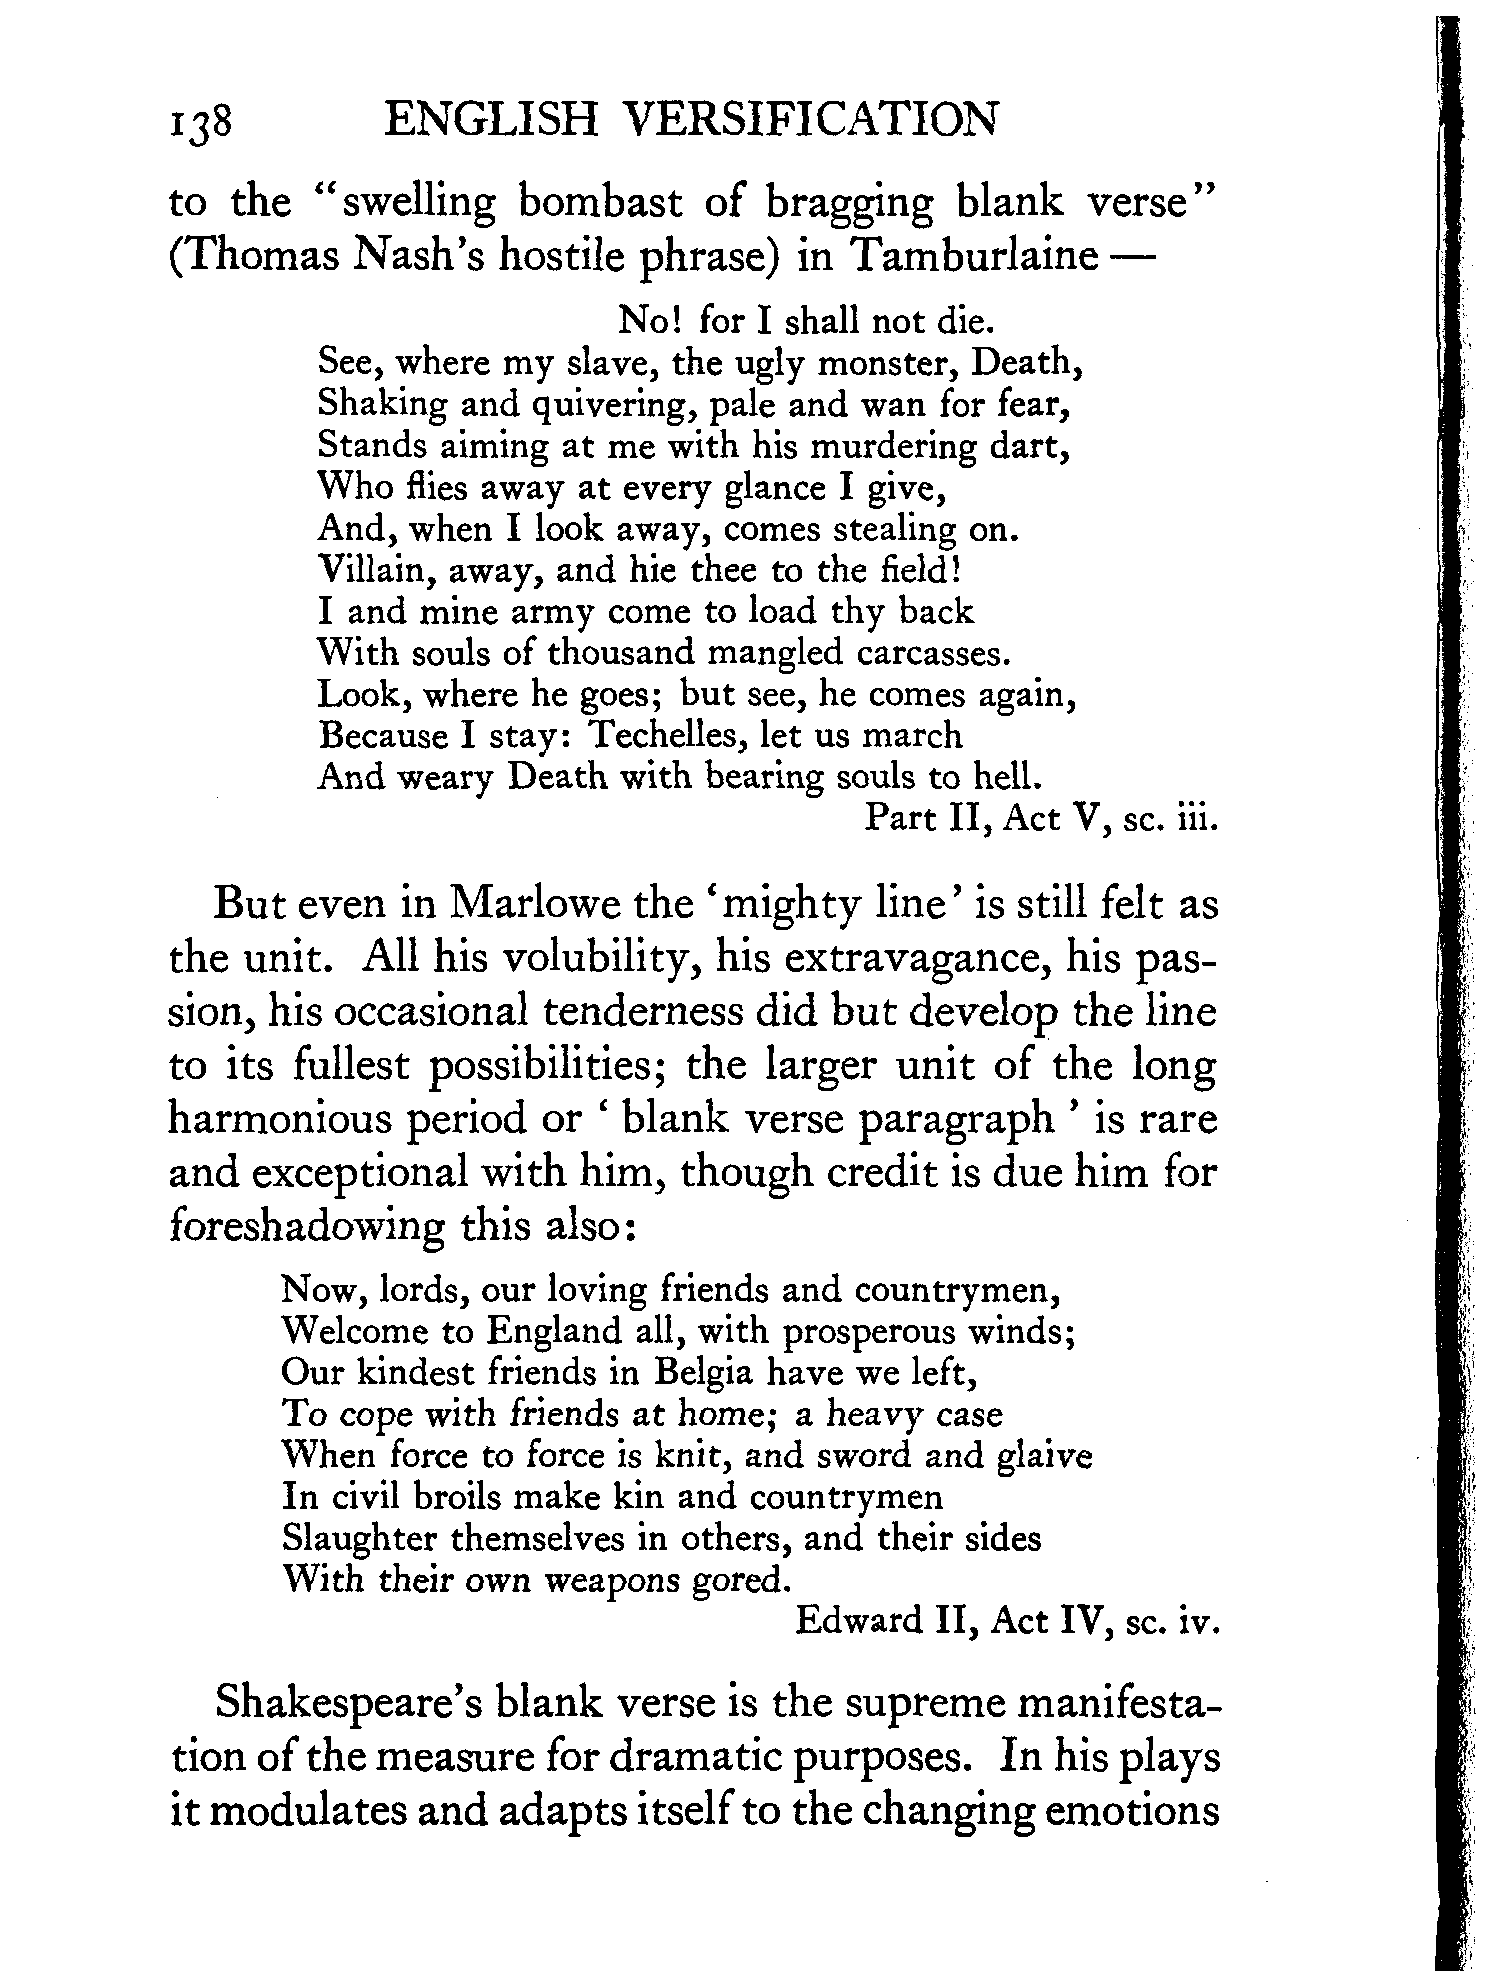 138 ENGLISH VERSIFICATION
to the “swelling bombast of bragging blank verse”
(Thomas Nash’s hostile phrase) in Tamburlaine —
No! for I shall not die.
See, where my slave, the ugly monster, Death,
Shaking and quivering, pale and wan for fear,
Stands aiming at me with his murdering dart,
Who flies away at every glance I give,
And, when I look away, comes stealing on.
Villain, away, and hie thee to the field!
I and mine army come to load thy back
With souls of thousand mangled carcasses.
Look, where he goes; but see, he comes again,
Because I stay: Techelles, let us march
And weary Death with bearing souls to hell.
Part II, Act V, sc. iii.
But even in Marlowe the ‘mighty line’ is still felt as
the unit. All his volubility, his extravagance, his pas-
sion, his occasional tenderness did but develop the line
to its fullest possibilities; the larger unit of the long
harmonious period or ‘ blank verse paragraph ’ is rare
and exceptional with him, though credit is due him for
foreshadowing this also:
Now, lords, our loving friends and countrymen,
Welcome to England all, with prosperous winds;
Our kindest friends in Belgia have we left,
To cope with friends at home; a heavy case
When force to force is knit, and sword and glaive
In civil broils make kin and countrymen
Slaughter themselves in others, and their sides
With their own weapons gored.
Edward II, Act IV, sc. iv.
Shakespeare’s blank verse is the supreme manifesta-
tion of the measure for dramatic purposes. In his plays
it modulates and adapts itself to the changing emotions